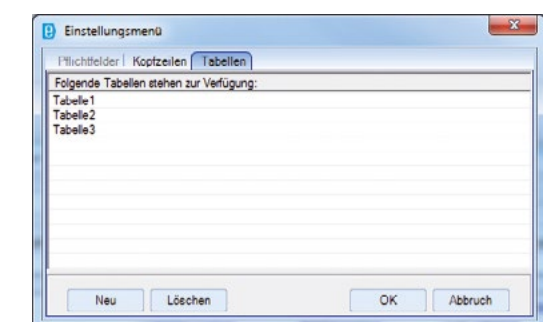 Einstellungsmenü
Pflichtfelder Kopfzeilen Tabellen
Folgende Tabellen stehen zur Verfügung:
Tabelle1
Tabelle2
Tabelle3
Neu Löschen OK Abbruch